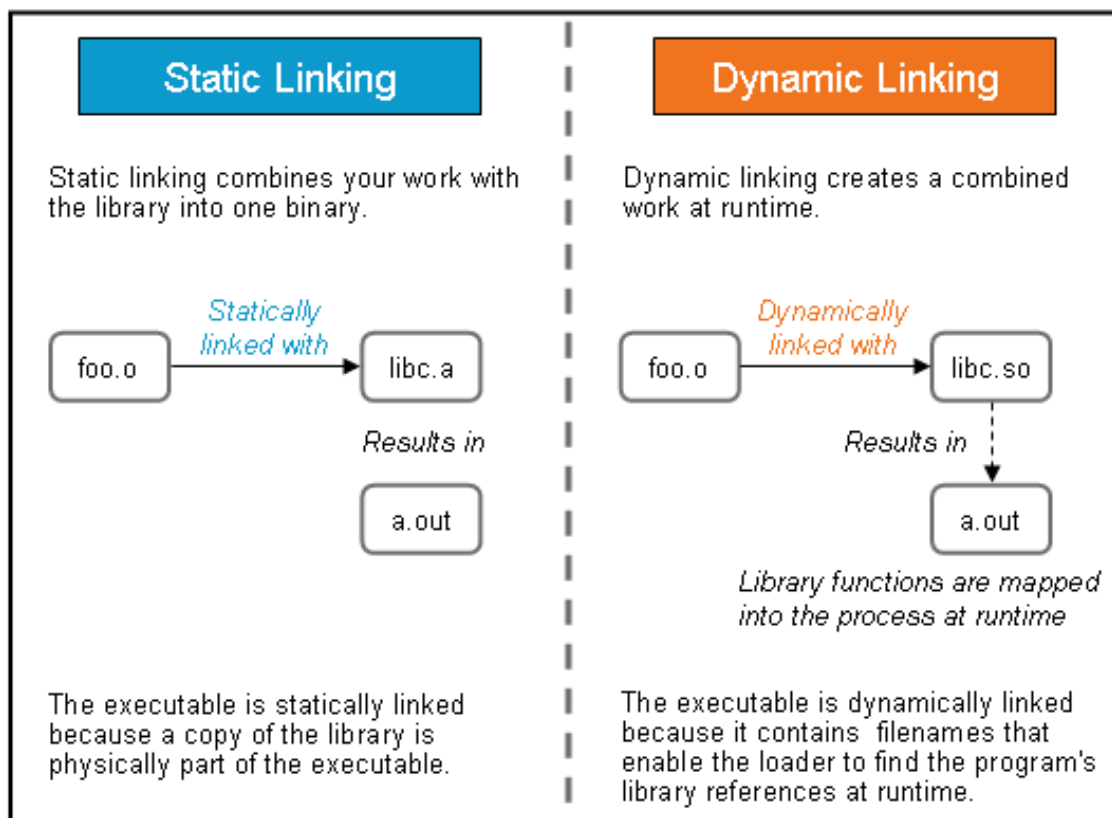 Static Linking
Static linking combines your work with
the library into one binary.
Statically
linked with
foo.o
libc.a
Results in
a.out
The executable is statically linked
because a copy of the library is
physically part of the executable.
Dynamic Linking
Dynamic linking creates a combined
work at runtime.
Dynamically
linked with
foo.o
libc.so
Results in
a.out
Library functions are mapped
into the process at runtime
The executable is dynamically linked
because it contains filenames that
enable the loader to find the program's
library references at runtime.